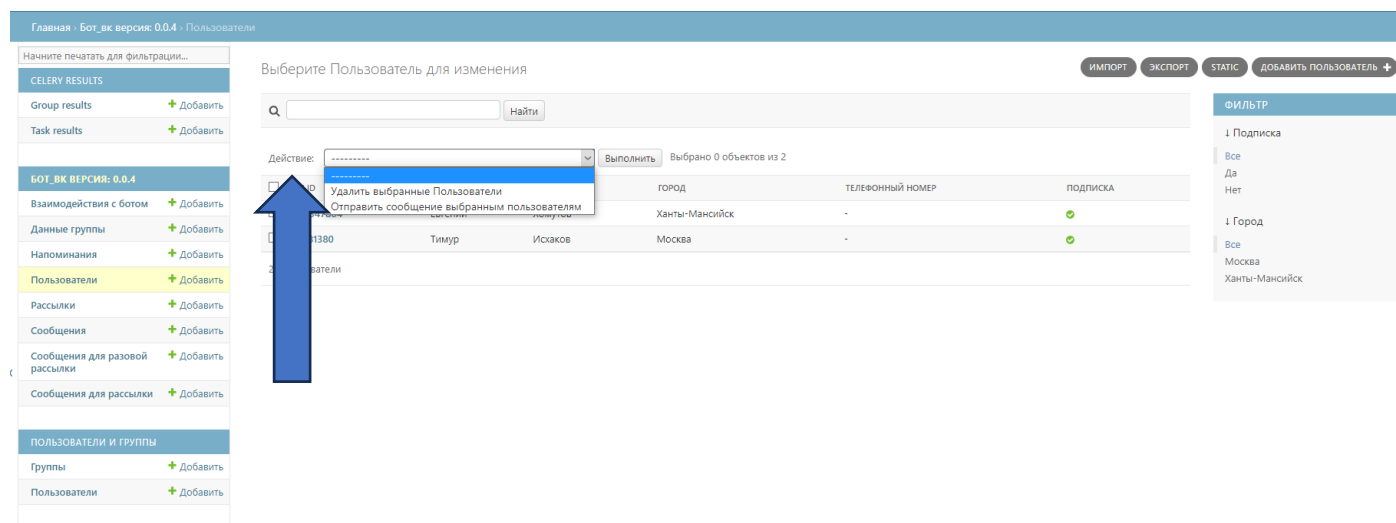 Главная › Бот_вк версия: 0.0.4 › Пользователи
Начните печатать для фильтрации...
CELERY RESULTS
Group results + Добавить
Task results + Добавить
БОТ_ВК ВЕРСИЯ: 0.0.4
Взаимодействия с ботом + Добавить
Данные группы + Добавить
Напоминания + Добавить
Пользователи + Добавить
Рассылки + Добавить
Сообщения + Добавить
Сообщения для разовой
рассылки + Добавить
Сообщения для рассылки + Добавить
ПОЛЬЗОВАТЕЛИ И ГРУППЫ
Группы + Добавить
Пользователи + Добавить
Выберите Пользователь для изменения
ИМПОРТ ЭКСПОРТ STATIC ДОБАВИТЬ ПОЛЬЗОВАТЕЛЬ +
Найти
Действие: --------- Выполнить Выбрано 0 объектов из 2
---------
Удалить выбранные Пользователи
Отправить сообщение выбранным пользователям
ID ГОРОД ТЕЛЕФОННЫЙ НОМЕР ПОДПИСКА
Ханты-Мансийск -
1380 Тимур Исхаков Москва -
ФИЛЬТР
↓ Подписка
Все
Да
Нет
↓ Город
Все
Москва
Ханты-Мансийск